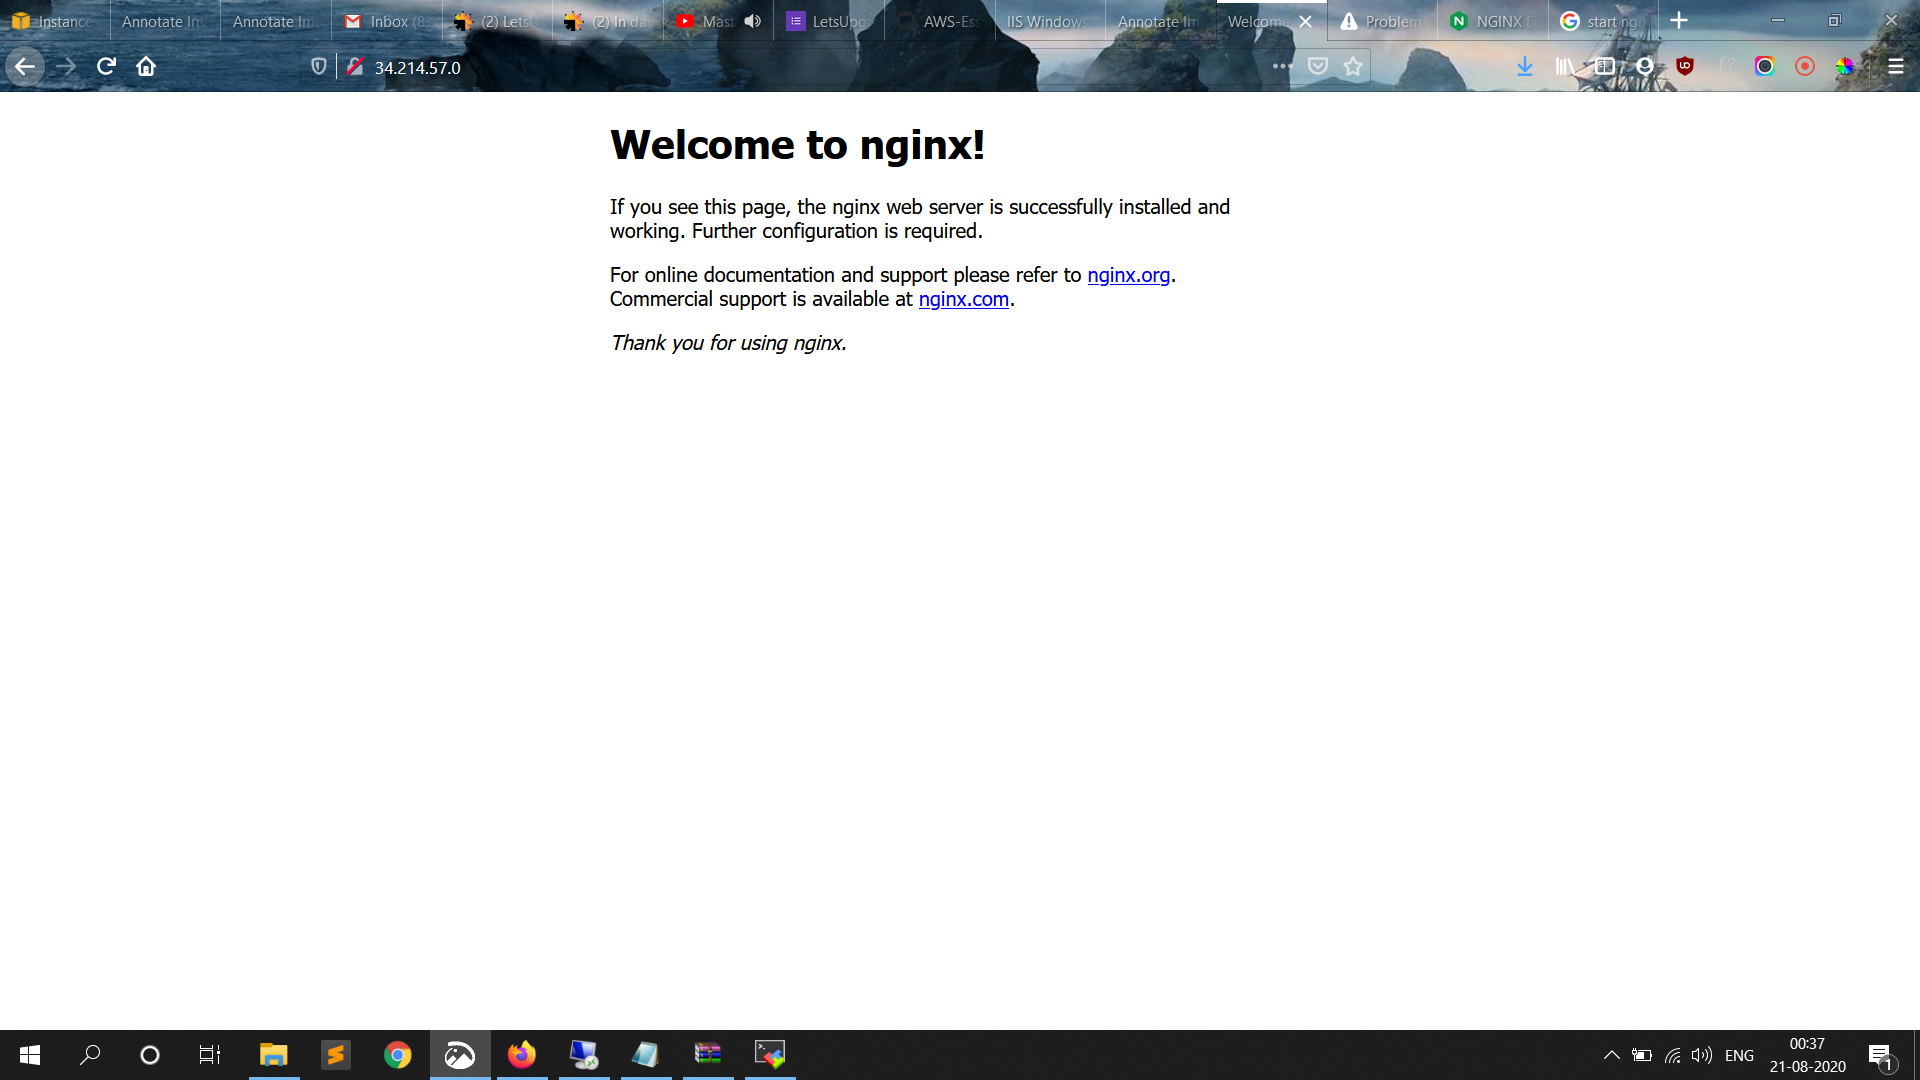 Instance
Annotate Im
Annotate Im
Inbox (8
(2) LetsU
(2) In da
Mast
LetsUpg
AWS-Ess
IIS Windows
Annotate Im
Welcome
Problem
NGINX D
start ng
34.214.57.0
Welcome to nginx!
If you see this page, the nginx web server is successfully installed and
working. Further configuration is required.
For online documentation and support please refer to nginx.org.
Commercial support is available at nginx.com.
Thank you for using nginx.
ENG
00:37
21-08-2020
1